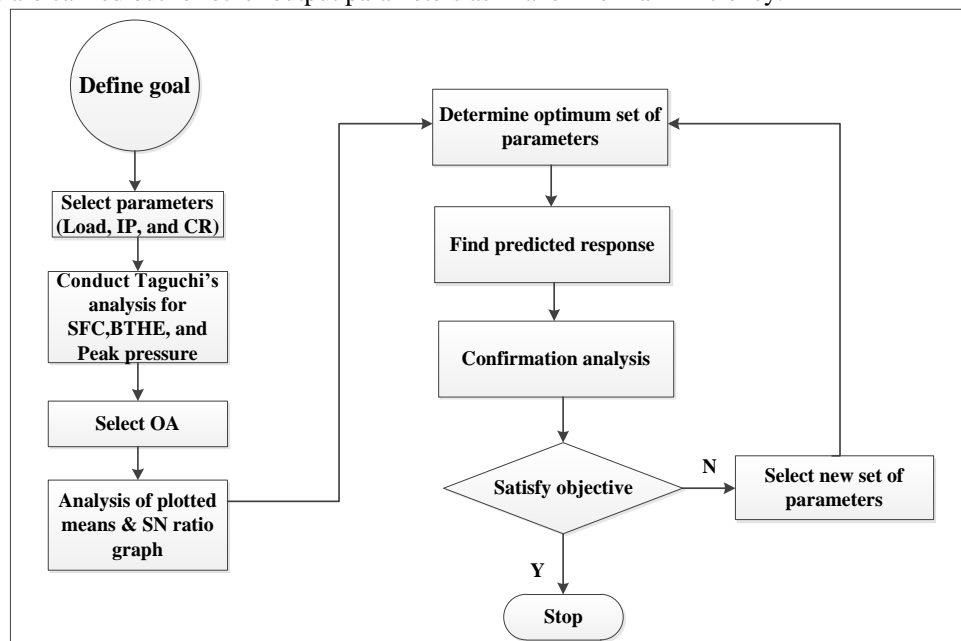 Define goal
Select parameters
(Load, IP, and CR)
Conduct Taguchi's
analysis for
SFC,BTHE, and
Peak pressure
Select OA
Analysis of plotted
means & SN ratio
graph
Determine optimum set of
parameters
Find predicted response
Confirmation analysis
Satisfy objective
N
Select new set of
parameters
Y
Stop